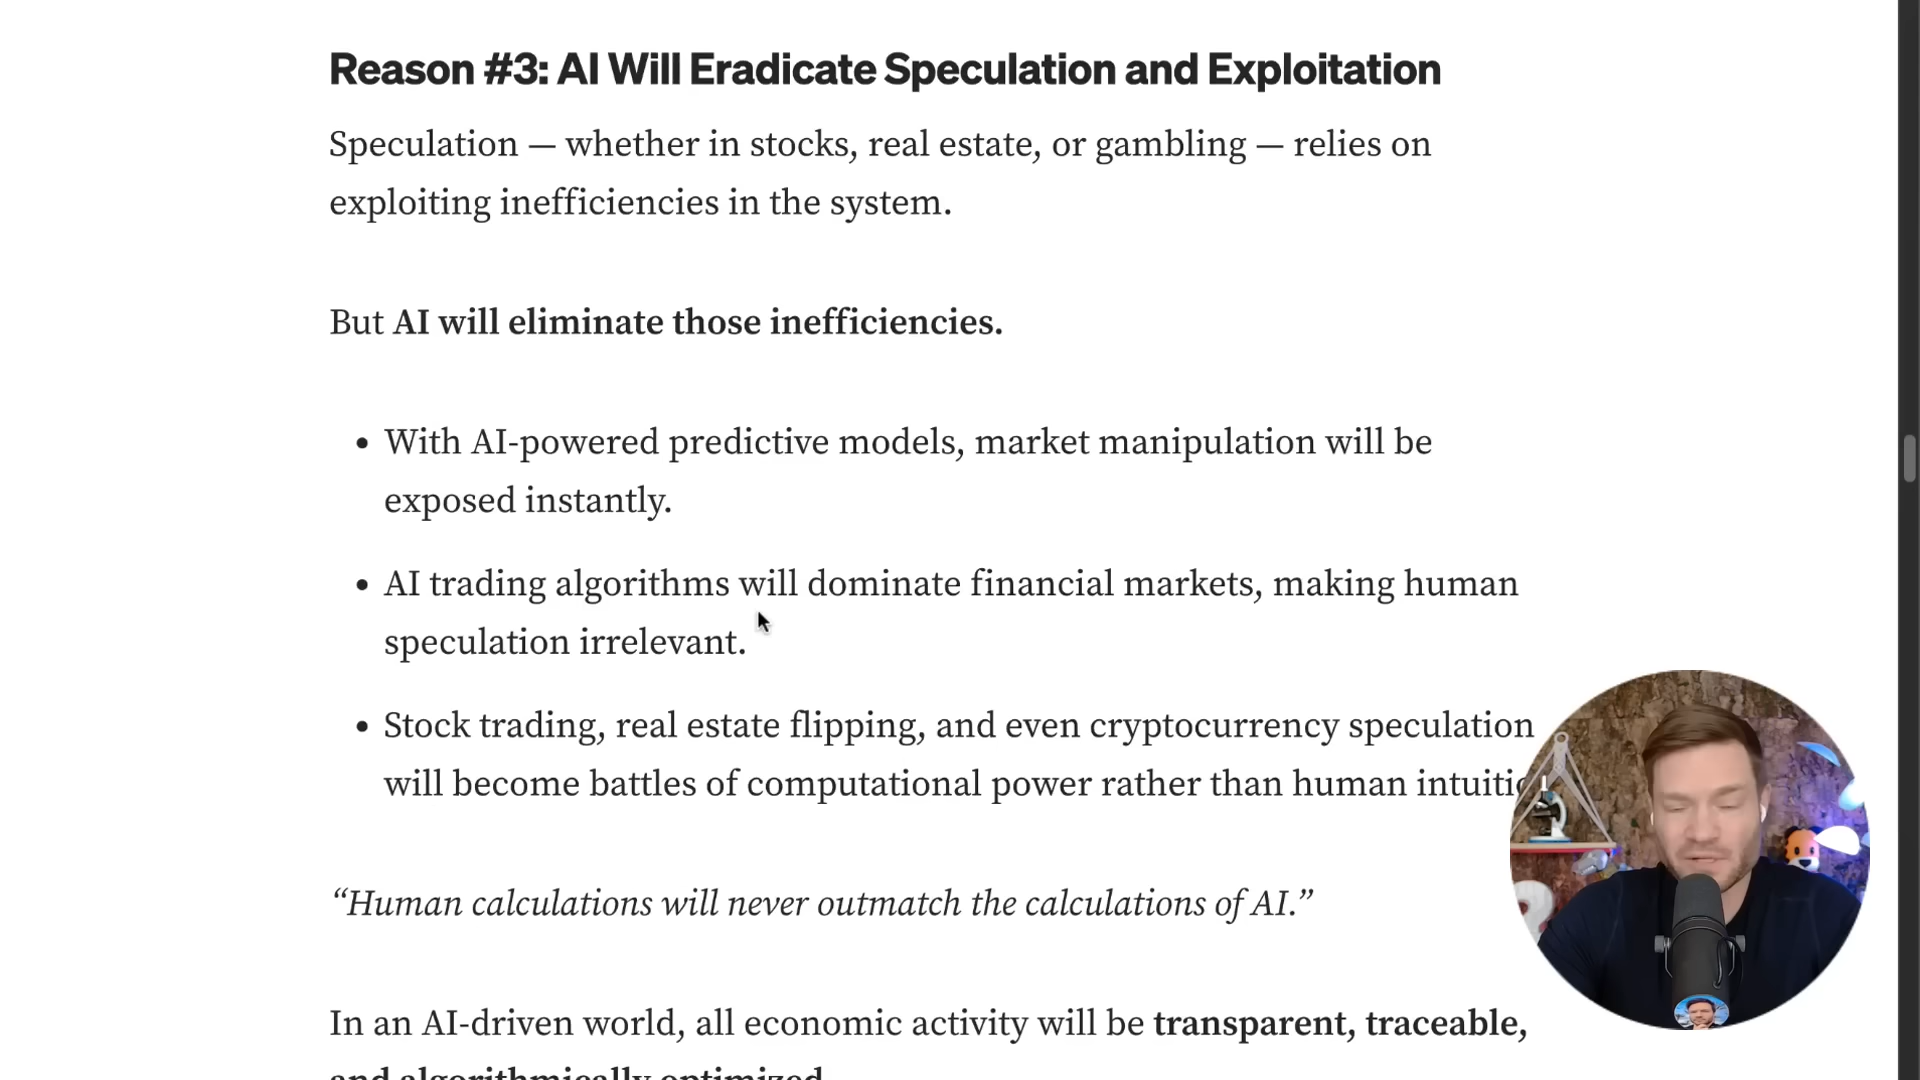 Reason #3: AI Will Eradicate Speculation and Exploitation
Speculation — whether in stocks, real estate, or gambling — relies on
exploiting inefficiencies in the system.
But AI will eliminate those inefficiencies.
• With AI-powered predictive models, market manipulation will be
exposed instantly.
• AI trading algorithms will dominate financial markets, making human
speculation irrelevant.
• Stock trading, real estate flipping, and even cryptocurrency speculation
will become battles of computational power rather than human
“Human calculations will never outmatch the calculations of AI.”
In an AI-driven world, all economic activity will be transparent, traceable,
and algorithmically optimized